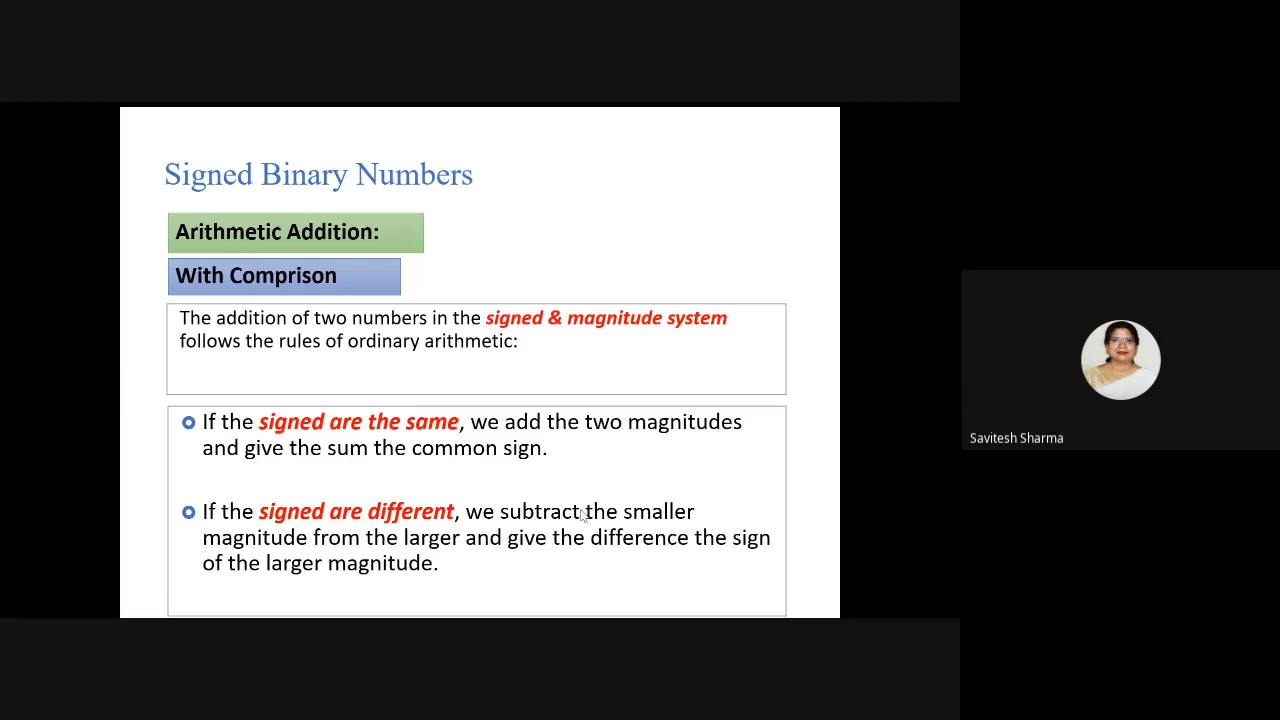 Signed Binary Numbers
Arithmetic Addition:
With Comprison
The addition of two numbers in the signed & magnitude system
follows the rules of ordinary arithmetic:
If the signed are the same, we add the two magnitudes
and give the sum the common sign.
If the signed are different, we subtract the smaller
magnitude from the larger and give the difference the sign
of the larger magnitude.
Savitesh Sharma